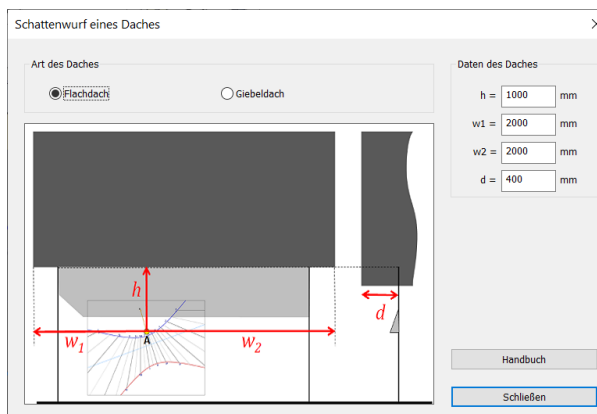 Schattenwurf eines Daches
Art des Daches
Flachdach
Giebeldach
Daten des Daches
h = 1000 mm
w1 = 2000 mm
w2 = 2000 mm
d = 400 mm
h
d
w1
A
w2
Handbuch
Schließen